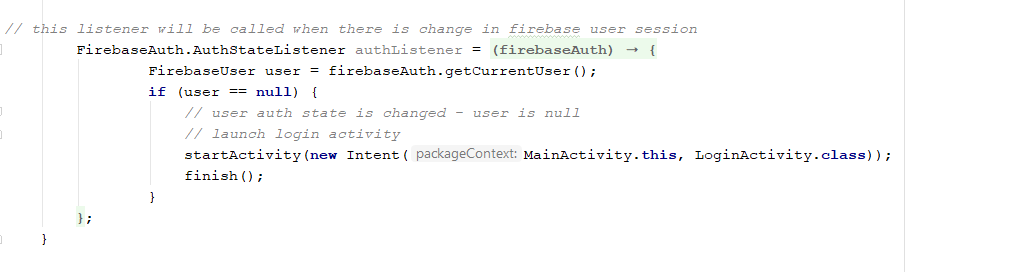 // this listener will be called when there is change in firebase user session
FirebaseAuth.AuthStateListener authListener = (firebaseAuth) → {
FirebaseUser user = firebaseAuth.getCurrentUser();
if (user == null) {
// user auth state is changed - user is null
// launch login activity
startActivity(new Intent( packageContext: MainActivity.this, LoginActivity.class));
finish();
}
};
}